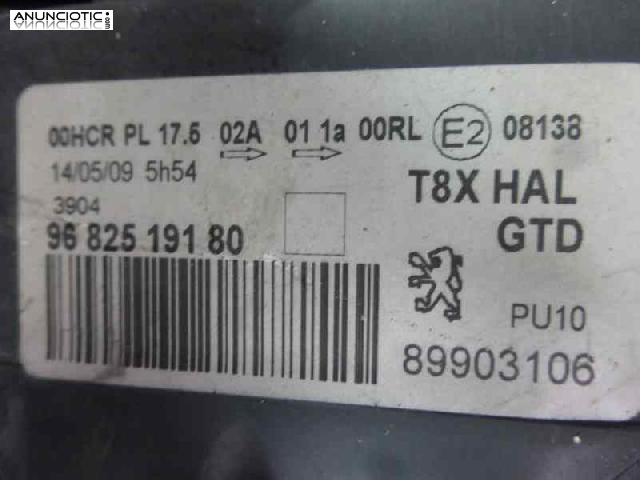 ANUNCIOTIC.es
00HCR PL 17.5 02A 01 1a 00RL E2 08138
14/05/09 5h54
T8X HAL
3904
96 825 191 80
GTD
PU10
89903106